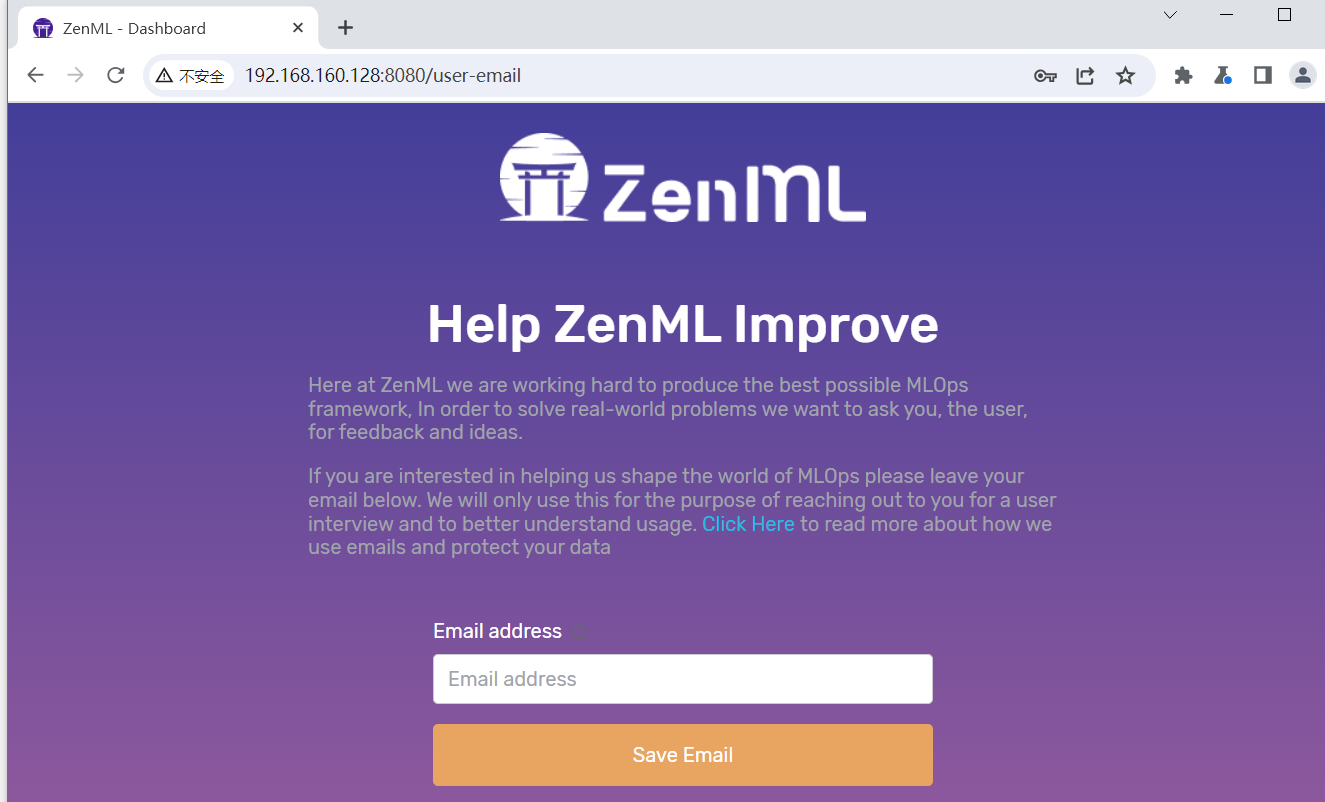 ZenML - Dashboard
不安全
192.168.160.128:8080/user-email
ZenML
Help ZenML Improve
Here at ZenML we are working hard to produce the best possible MLOps
framework, In order to solve real-world problems we want to ask you, the user,
for feedback and ideas.
If you are interested in helping us shape the world of MLOps please leave your
email below. We will only use this for the purpose of reaching out to you for a user
interview and to better understand usage. Click Here to read more about how we
use emails and protect your data
Email address
Email address
Save Email